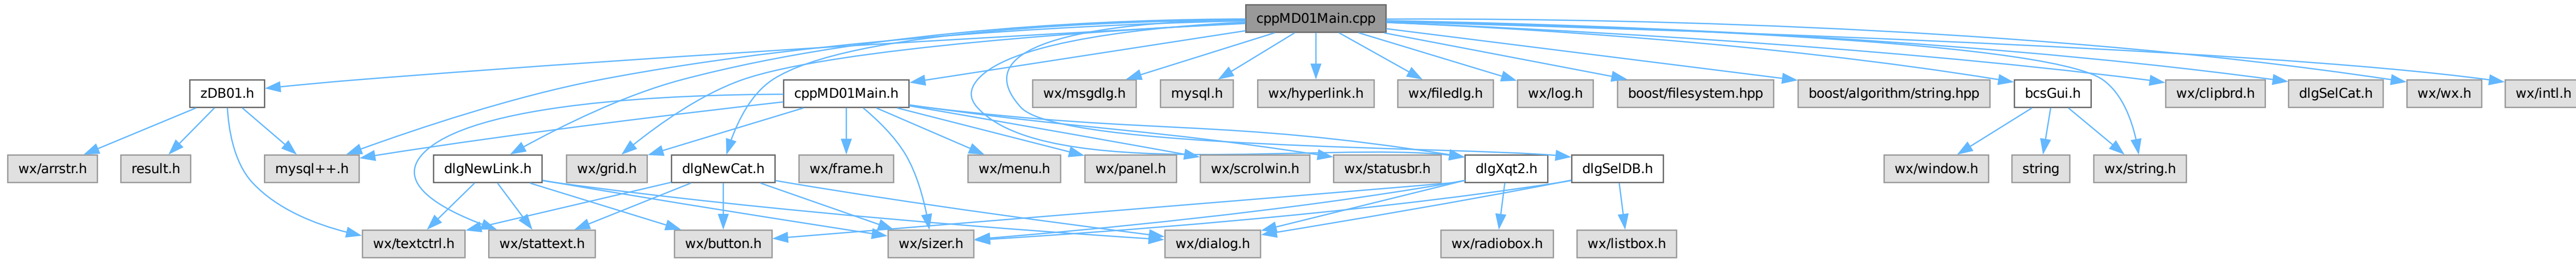 cppMD01Main.cpp
zDB01.h
cppMD01Main.h
wx/msgdlg.h
mysql.h
wx/hyperlink.h
wx/filedlg.h
wx/log.h
boost/filesystem.hpp
boost/algorithm/string.hpp
bcsGui.h
wx/clipbrd.h
dlgSelCat.h
wx/wx.h
wx/intl.h
wx/arrstr.h
result.h
mysql++.h
dlgNewLink.h
wx/grid.h
dlgNewCat.h
wx/frame.h
wx/menu.h
wx/panel.h
wx/scrolwin.h
wx/statusbr.h
dlgXqt2.h
dlgSelDB.h
wx/window.h
string
wx/string.h
wx/textctrl.h
wx/stattext.h
wx/button.h
wx/sizer.h
wx/dialog.h
wx/radiobox.h
wx/listbox.h